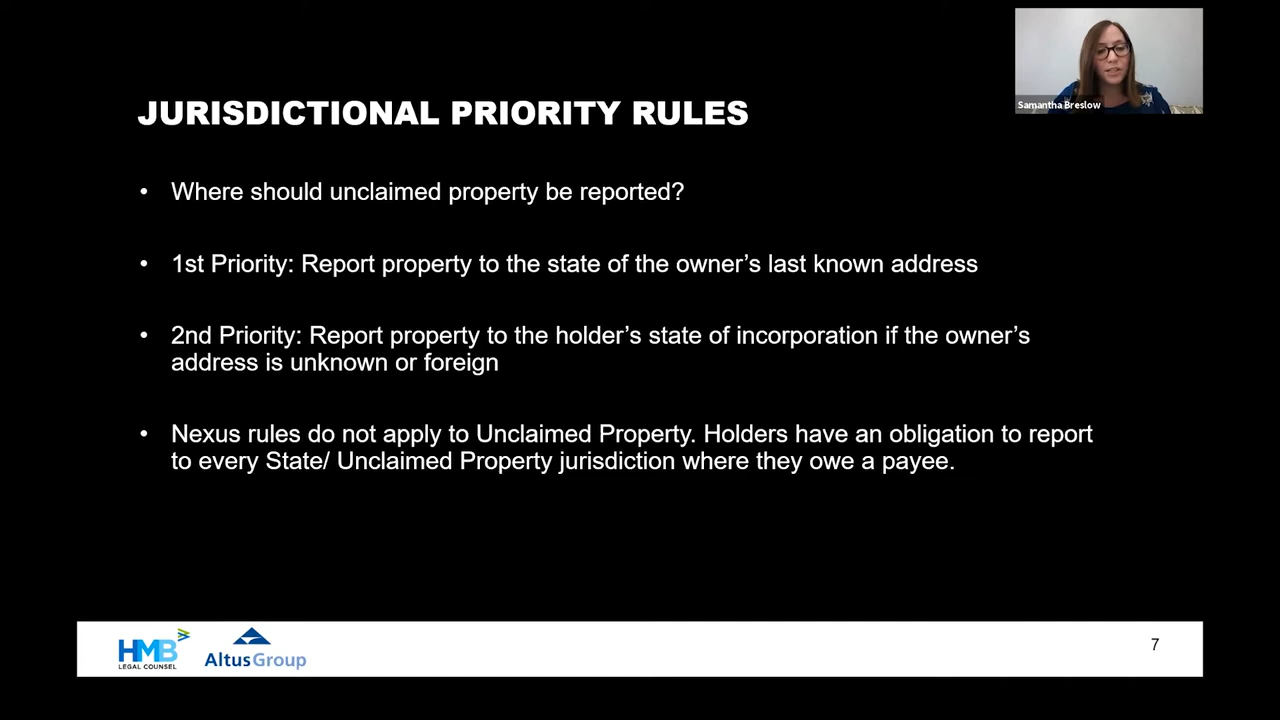 Samantha Breslow
JURISDICTIONAL PRIORITY RULES
• Where should unclaimed property be reported?
• 1st Priority: Report property to the state of the owner’s last known address
• 2nd Priority: Report property to the holder’s state of incorporation if the owner’s
address is unknown or foreign
• Nexus rules do not apply to Unclaimed Property. Holders have an obligation to report
to every State/ Unclaimed Property jurisdiction where they owe a payee.
HMB
LEGAL COUNSEL
AltusGroup
7